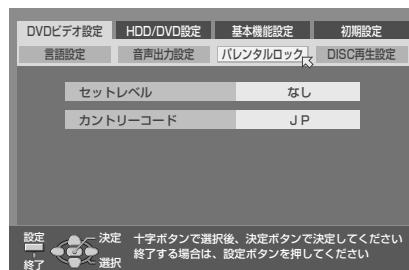 DVDビデオ設定 HDD/DVD設定 基本機能設定 初期設定
言語設定 音声出力設定 パレンタルロック DISC再生設定
セットレベル なし
カントリーコード JP
設定 決定 十字ボタンで選択後、決定ボタンで決定してください
終了 選択 終了する場合は、設定ボタンを押してください